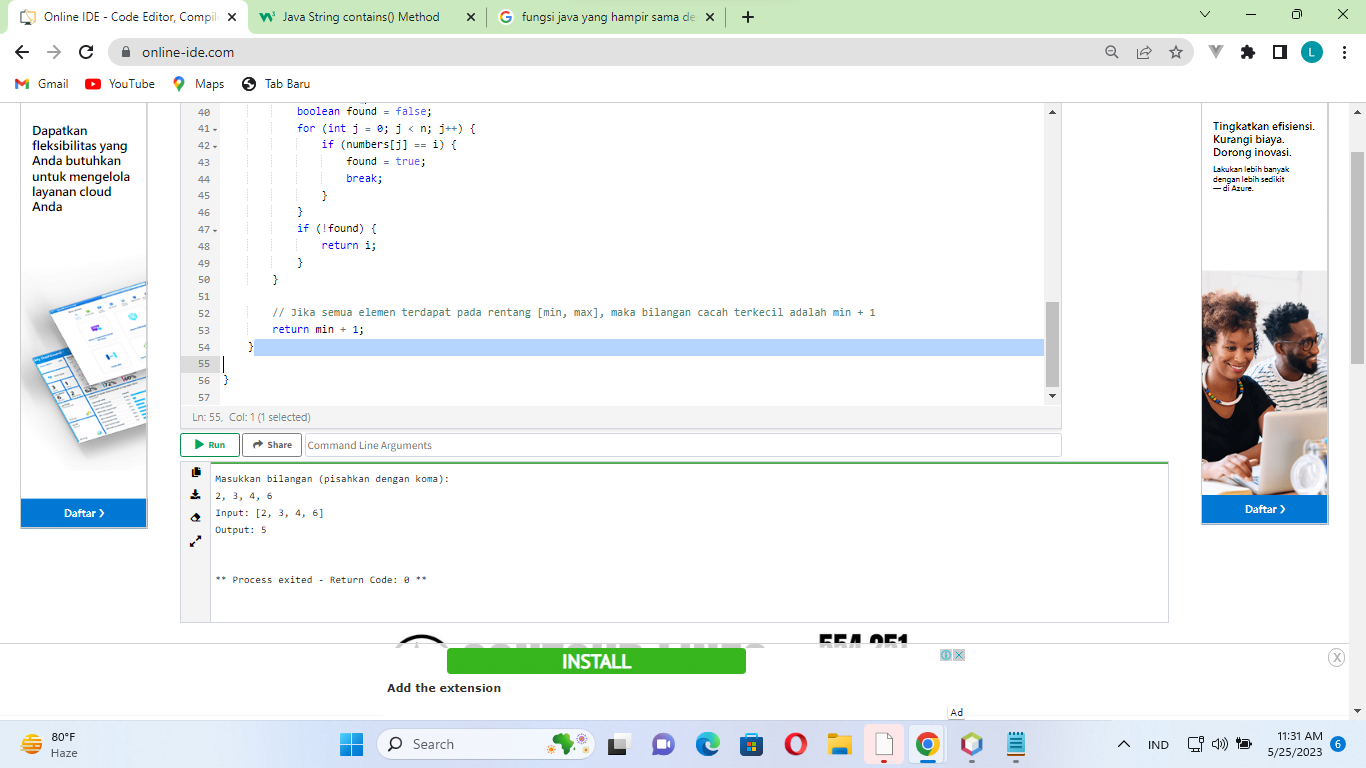 Online IDE - Code Editor, Compil
Java String contains() Method
fungsi java yang hampir sama de
online-ide.com
L
Gmail
YouTube
Maps
Tab Baru
Dapatkan
fleksibilitas yang
Anda butuhkan
untuk mengelola
layanan cloud
Anda
Daftar
40 boolean found = false;
41 for (int j = 0; j < n; j++) {
42 if (numbers[j] == i) {
43 found = true;
44 break;
45 }
46 }
47 if (!found) {
48 return i;
49 }
50 }
51
52 // Jika semua elemen terdapat pada rentang [min, max], maka bilangan cacah terkecil adalah min + 1
53 return min + 1;
54 }
55
56 }
57
Ln: 55, Col: 1 (1 selected)
Run
Share
Command Line Arguments
Masukkan bilangan (pisahkan dengan koma):
2, 3, 4, 6
Input: [2, 3, 4, 6]
Output: 5
** Process exited - Return Code: 0 **
Tingkatkan efisiensi.
Kurangi biaya.
Dorong inovasi.
Lakukan lebih banyak
dengan lebih sedikit
— di Azure.
Daftar
INSTALL
Add the extension
Ad
80°F
Haze
Search
IND
11:31 AM
5/25/2023
6